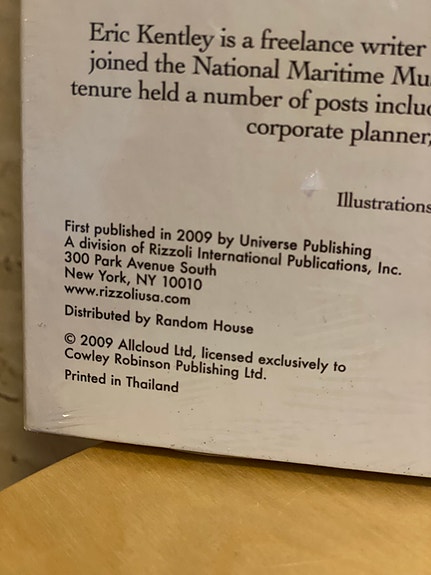 Eric Kentley is a freelance writer
joined the National Maritime Mu
tenure held a number of posts inclu
corporate planner,
Illustrations
First published in 2009 by Universe Publishing
A division of Rizzoli International Publications, Inc.
300 Park Avenue South
New York, NY 10010
www.rizzoliusa.com
Distributed by Random House
© 2009 Allcloud Ltd, licensed exclusively to
Cowley Robinson Publishing Ltd.
Printed in Thailand